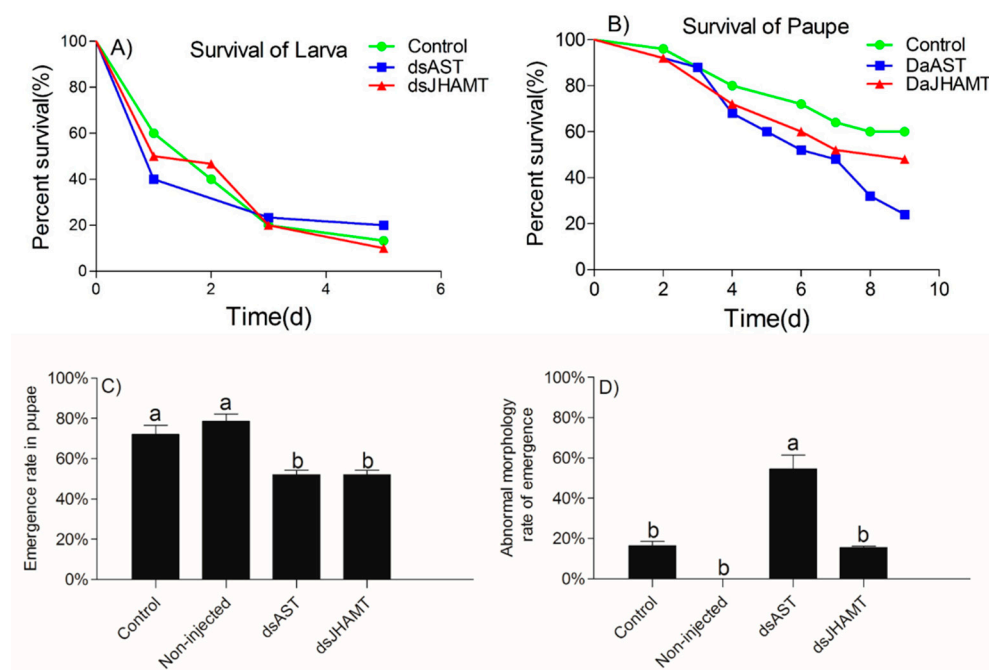 A)
Survival of Larva
Control
dsAST
dsJHAMT
Percent survival(%)
100
80
60
40
20
0
0 2 4 6
Time(d)
B)
Survival of Paupe
Control
DaAST
DaJHAMT
Percent survival(%)
100
80
60
40
20
0
0 2 4 6 8 10
Time(d)
C)
Emergence rate in pupae
100%
80%
60%
40%
20%
0%
a a b b
Control Non-injected dsAST dsJHAMT
D)
Abnormal morphology
rate of emergence
100%
80%
60%
40%
20%
0%
b b a b
Control Non-injected dsAST dsJHAMT